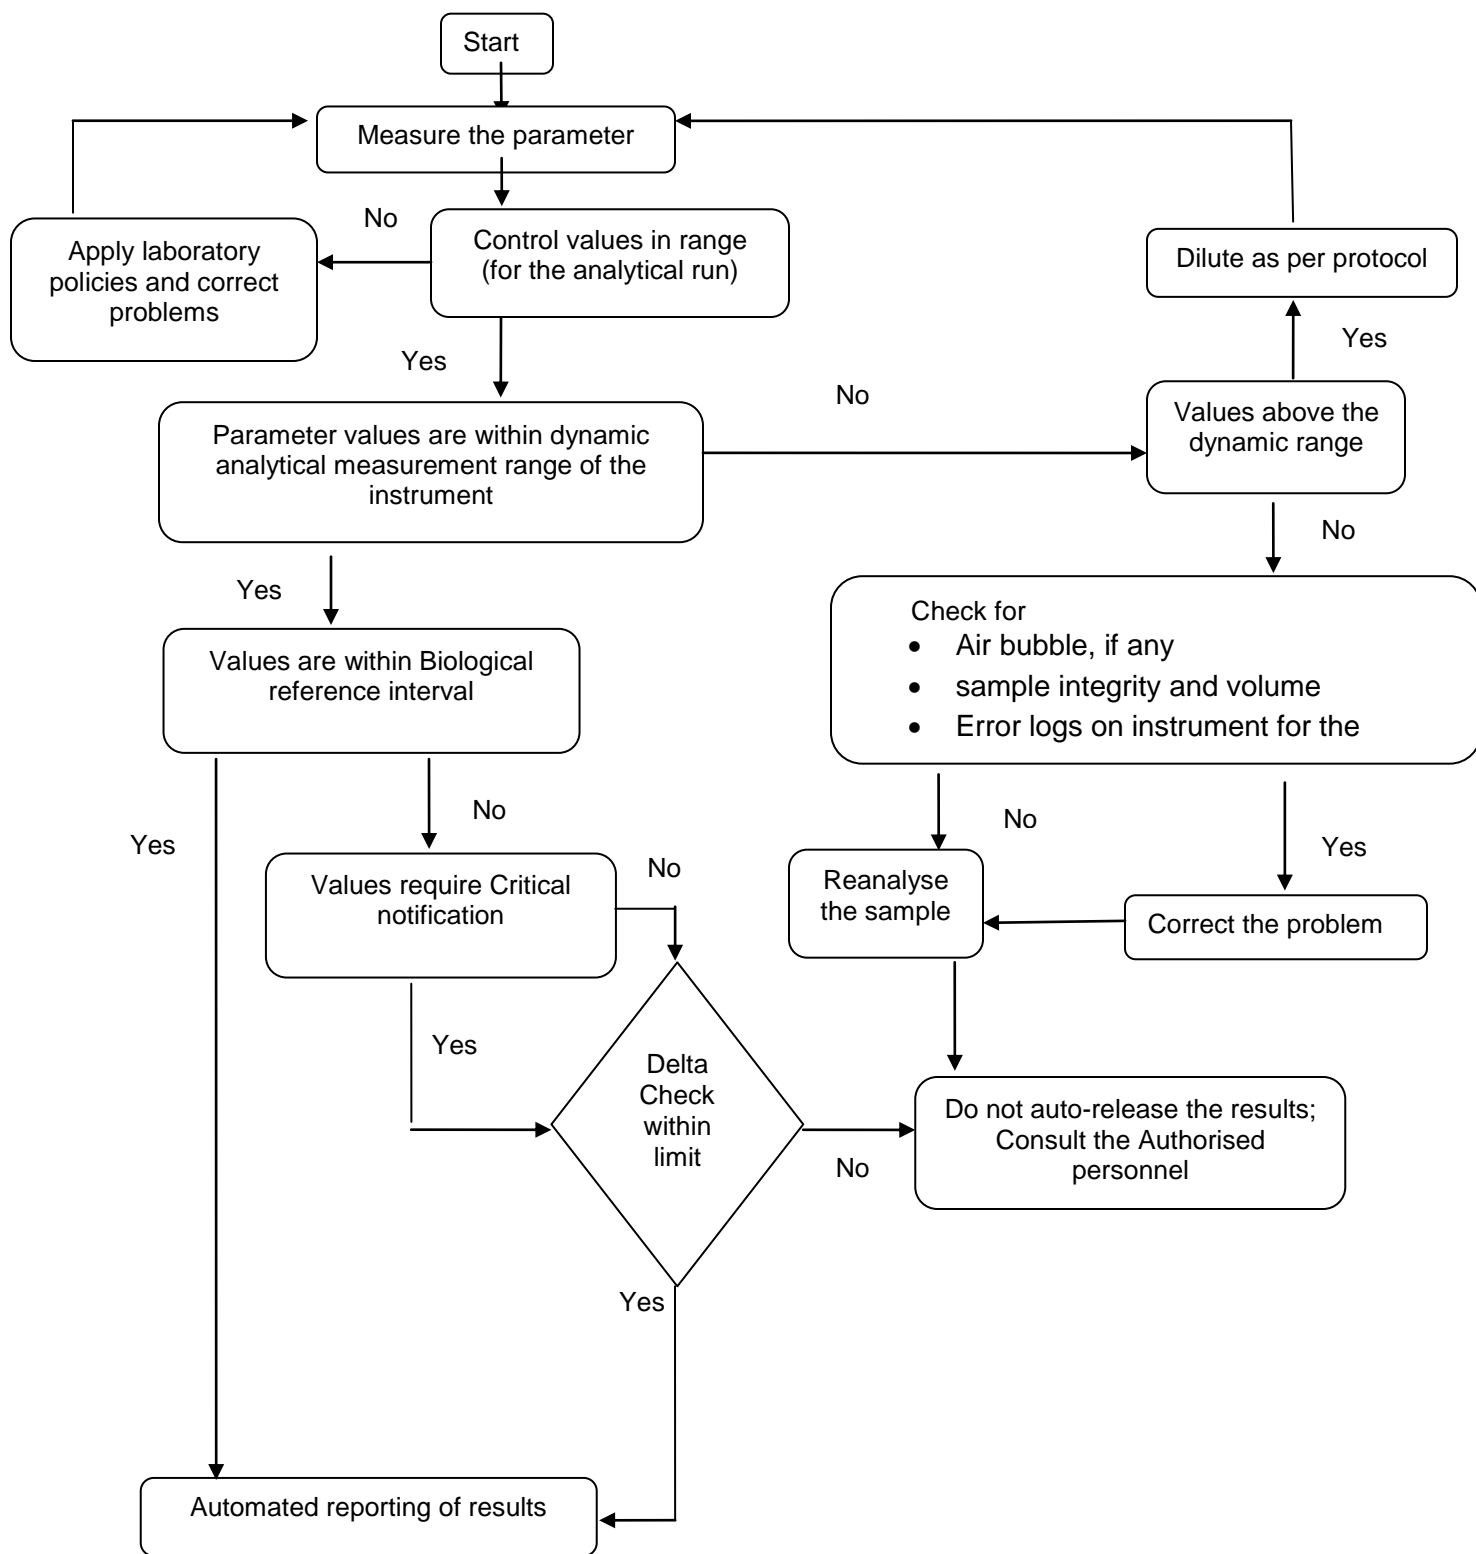 Start
Measure the parameter
No
Apply laboratory
policies and correct
problems
Control values in range
(for the analytical run)
Dilute as per protocol
Yes
Yes
No
Parameter values are within dynamic
analytical measurement range of the
instrument
Values above the
dynamic range
No
Yes
Check for
• Air bubble, if any
• sample integrity and volume
• Error logs on instrument for the
Values are within Biological
reference interval
No
Yes
No
Yes
Values require Critical
notification
No
Reanalyse
the sample
Correct the problem
Yes
Delta
Check
within
limit
No
Do not auto-release the results;
Consult the Authorised
personnel
Yes
Automated reporting of results